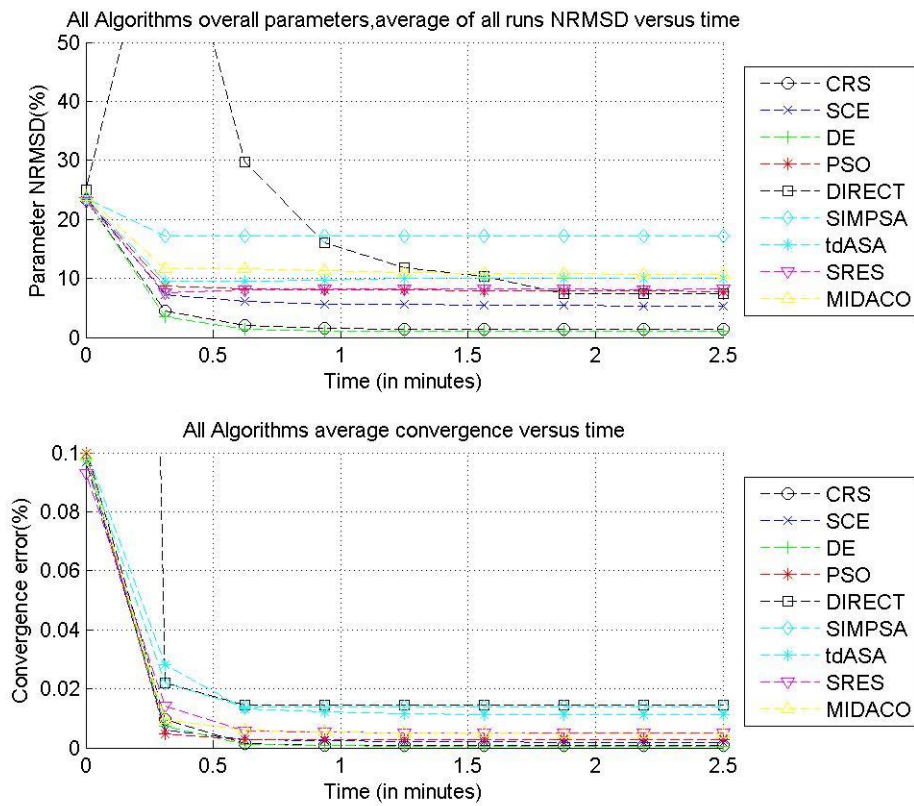 All Algorithms overall parameters,average of all runs NRMSD versus time
50
40
30
20
10
0
Parameter NRMSD(%)
0 0.5 1 1.5 2 2.5
Time (in minutes)
CRS
SCE
DE
PSO
DIRECT
SIMPSA
tdASA
SRES
MIDACO
All Algorithms average convergence versus time
0.1
0.08
0.06
0.04
0.02
0
Convergence error(%)
0 0.5 1 1.5 2 2.5
Time (in minutes)
CRS
SCE
DE
PSO
DIRECT
SIMPSA
tdASA
SRES
MIDACO